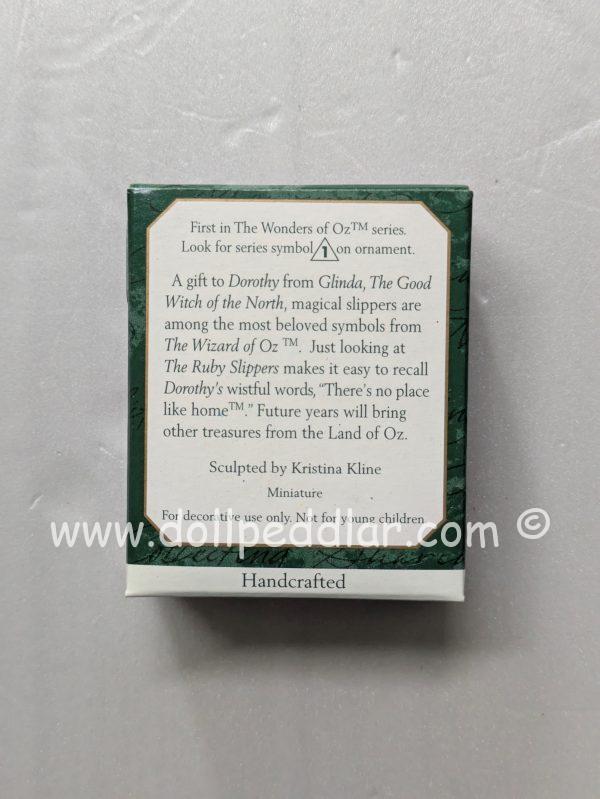 First in The Wonders of Oz™ series.
Look for series symbol 1 on ornament.
A gift to Dorothy from Glinda, The Good
Witch of the North, magical slippers are
among the most beloved symbols from
The Wizard of Oz ™. Just looking at
The Ruby Slippers makes it easy to recall
Dorothy's wistful words, “There's no place
like home™.” Future years will bring
other treasures from the Land of Oz.
Sculpted by Kristina Kline
Miniature
For decorative use only. Not for young children
www.dollpeddlar.com ©
Handcrafted